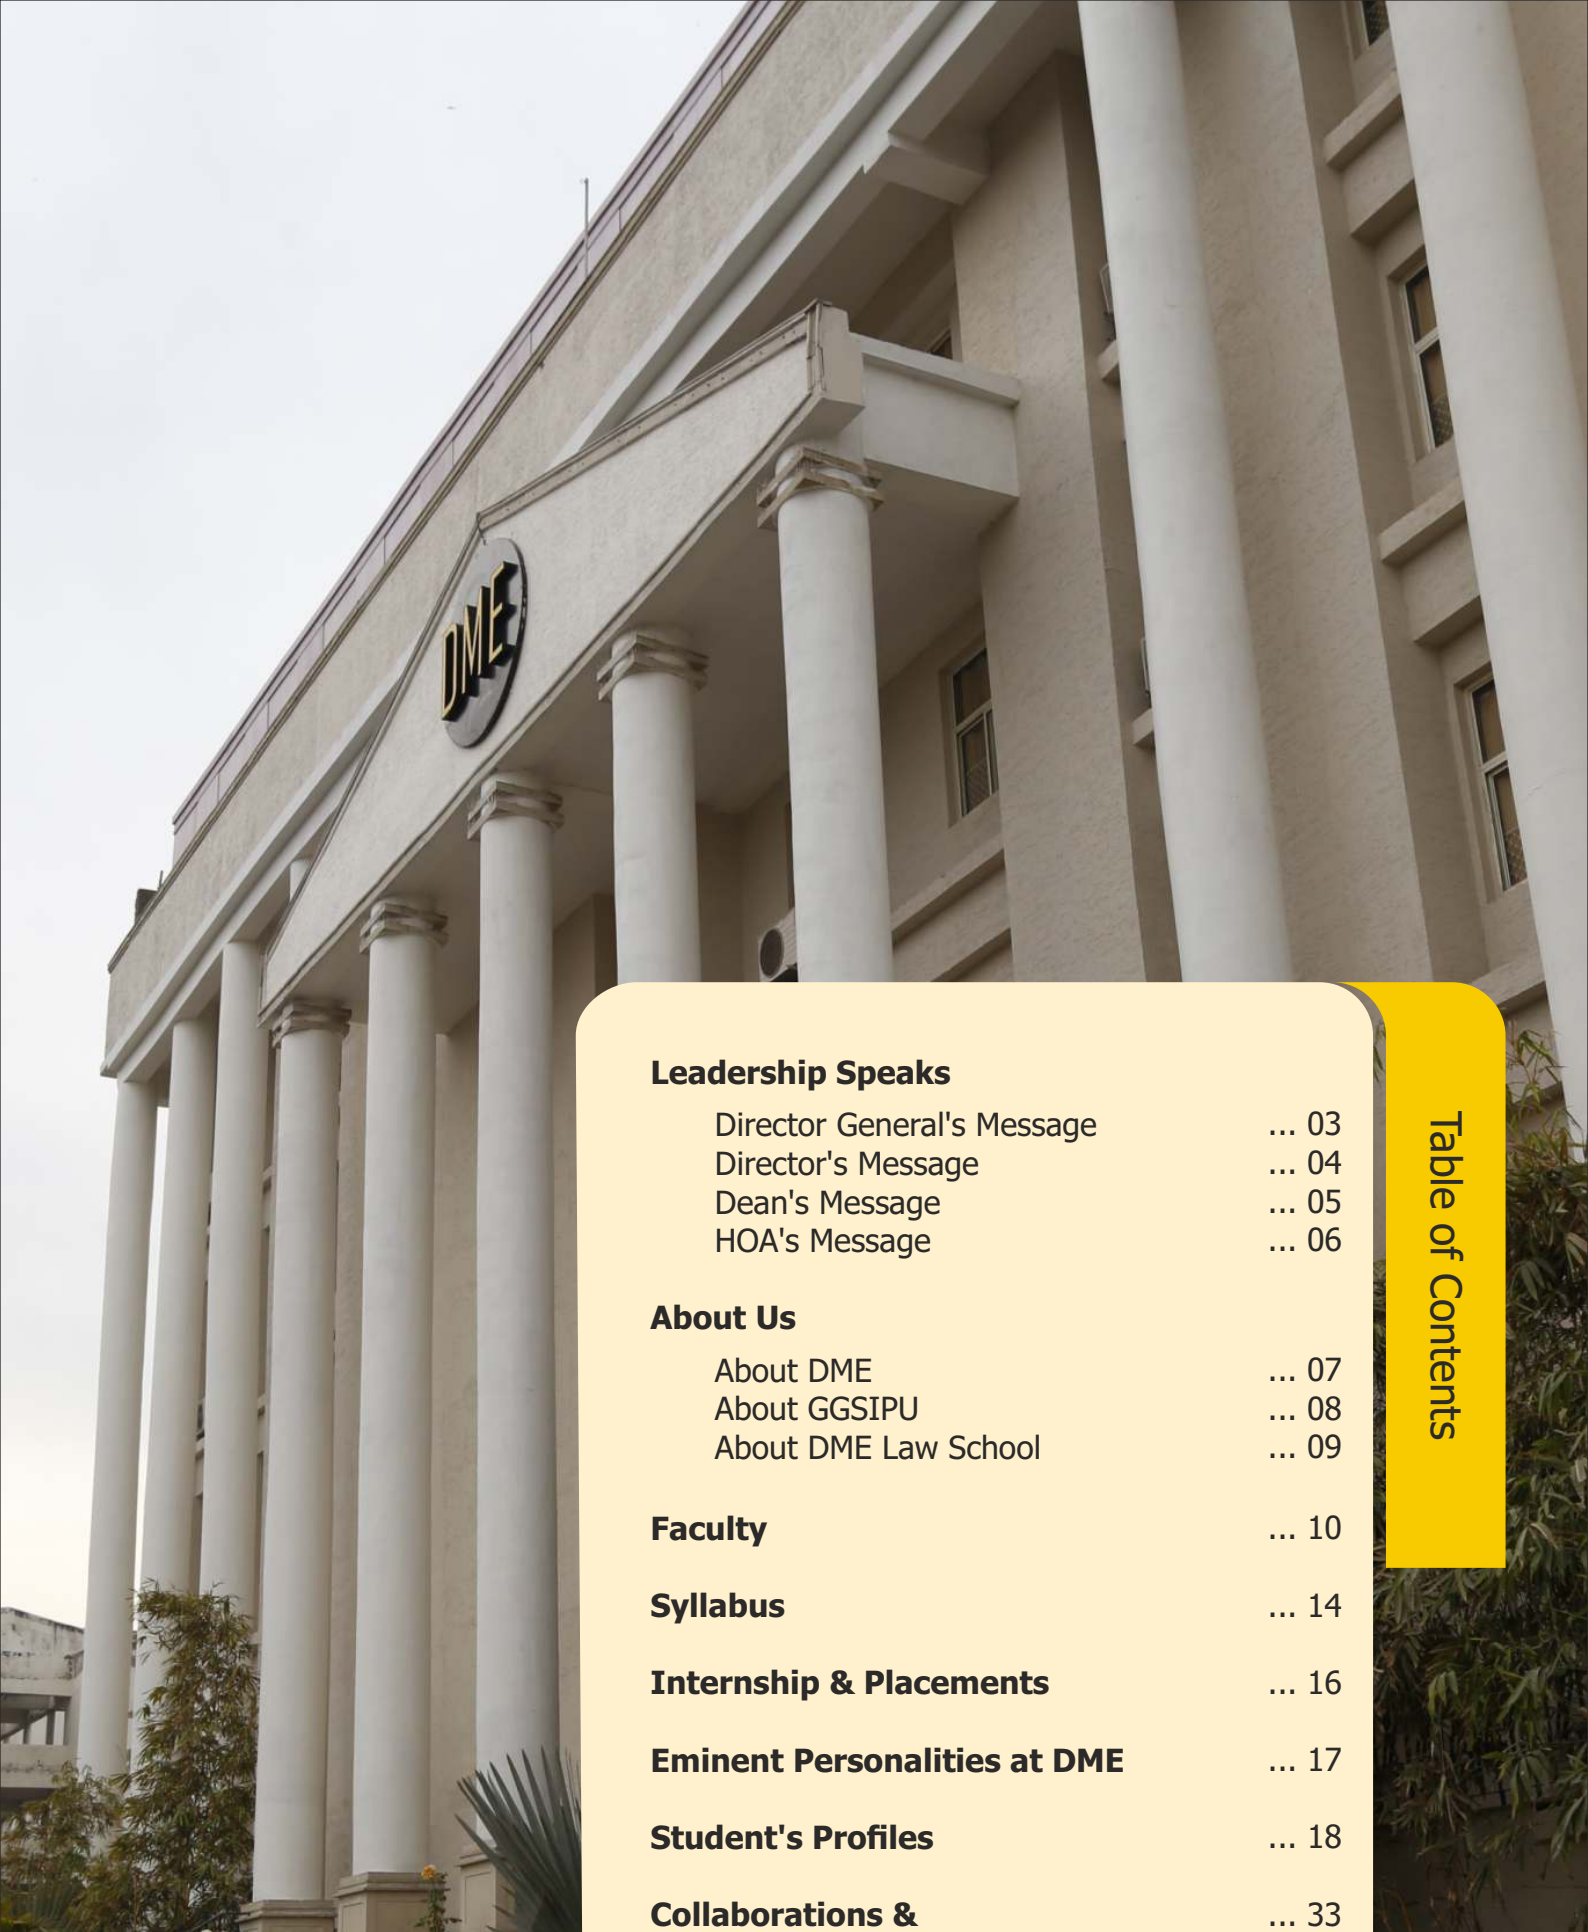 DME
Leadership Speaks
Director General's Message ... 03
Director's Message ... 04
Dean's Message ... 05
HOA's Message ... 06
About Us
About DME ... 07
About GGSIPU ... 08
About DME Law School ... 09
Faculty ... 10
Syllabus ... 14
Internship & Placements ... 16
Eminent Personalities at DME ... 17
Student's Profiles ... 18
Collaborations & ... 33
Table of Contents